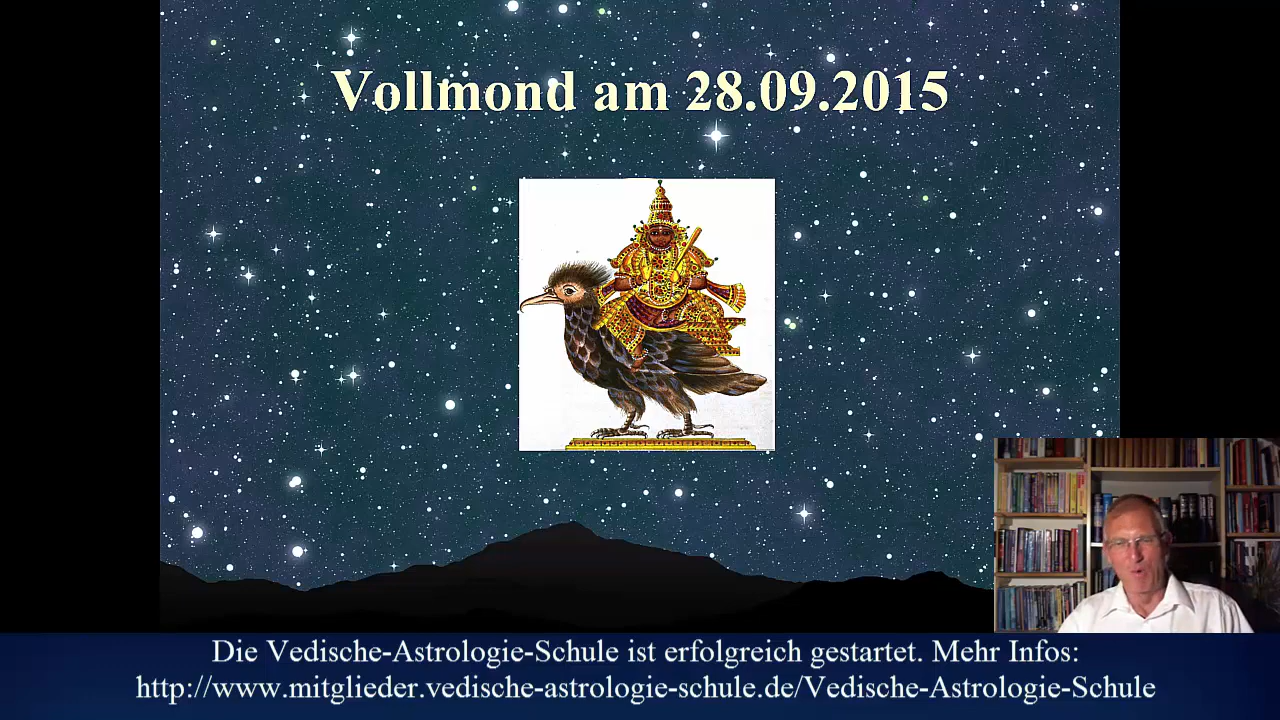 Vollmond am 28.09.2015
Die Vedische-Astrologie-Schule ist erfolgreich gestartet. Mehr Infos:
http://www.mitglieder.vedische-astrologie-schule.de/Vedische-Astrologie-Schule